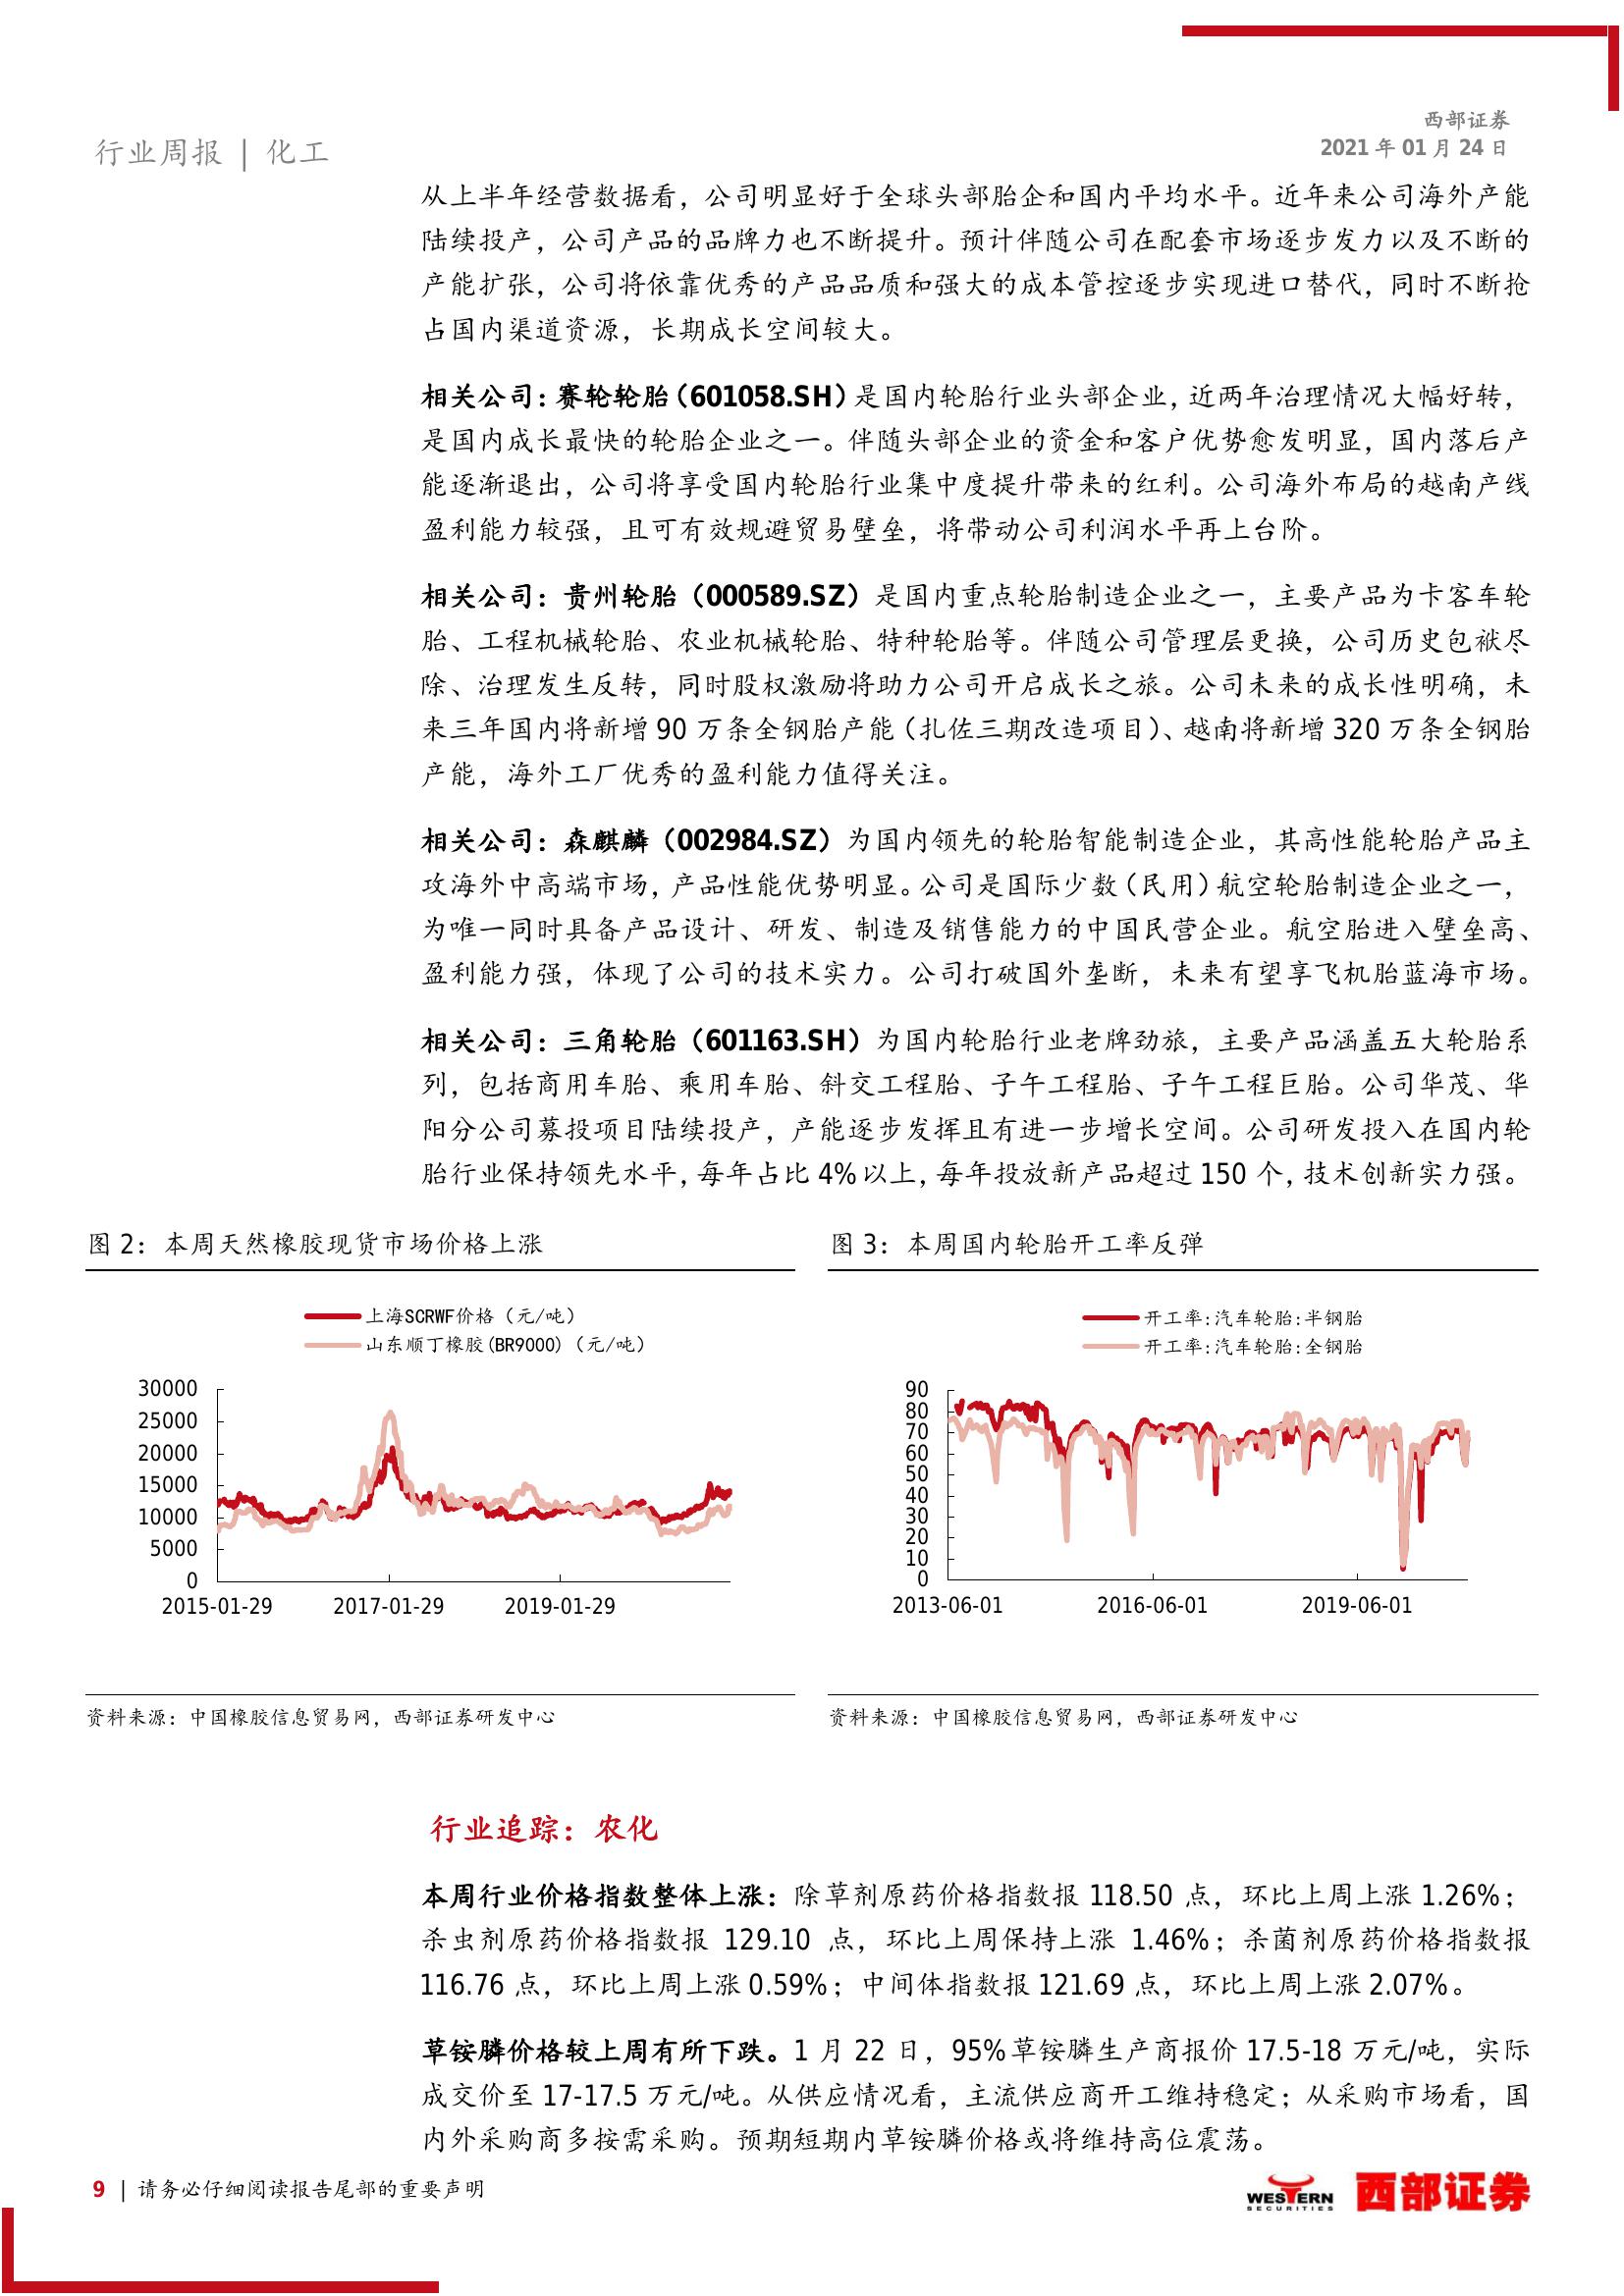 西部证券
行业周报 | 化工
2021 年 01 月 24 日
从上半年经营数据看，公司明显好于全球头部胎企和国内平均水平。近年来公司海外产能
陆续投产，公司产品的品牌力也不断提升。预计伴随公司在配套市场逐步发力以及不断的
产能扩张，公司将依靠优秀的产品品质和强大的成本管控逐步实现进口替代，同时不断抢
占国内渠道资源，长期成长空间较大。
相关公司：赛轮轮胎（601058.SH）是国内轮胎行业头部企业，近两年治理情况大幅好转，
是国内成长最快的轮胎企业之一。伴随头部企业的资金和客户优势愈发明显，国内落后产
能逐渐退出，公司将享受国内轮胎行业集中度提升带来的红利。公司海外布局的越南产线
盈利能力较强，且可有效规避贸易壁垒，将带动公司利润水平再上台阶。
相关公司：贵州轮胎（000589.SZ）是国内重点轮胎制造企业之一，主要产品为卡客车轮
胎、工程机械轮胎、农业机械轮胎、特种轮胎等。伴随公司管理层更换，公司历史包袱尽
除、治理发生反转，同时股权激励将助力公司开启成长之旅。公司未来的成长性明确，未
来三年国内将新增 90 万条全钢胎产能（扎佐三期改造项目）、越南将新增 320 万条全钢胎
产能，海外工厂优秀的盈利能力值得关注。
相关公司：森麒麟（002984.SZ）为国内领先的轮胎智能制造企业，其高性能轮胎产品主
攻海外中高端市场，产品性能优势明显。公司是国际少数（民用）航空轮胎制造企业之一，
为唯一同时具备产品设计、研发、制造及销售能力的中国民营企业。航空胎进入壁垒高、
盈利能力强，体现了公司的技术实力。公司打破国外垄断，未来有望享飞机胎蓝海市场。
相关公司：三角轮胎（601163.SH）为国内轮胎行业老牌劲旅，主要产品涵盖五大轮胎系
列，包括商用车胎、乘用车胎、斜交工程胎、子午工程胎、子午工程巨胎。公司华茂、华
阳分公司募投项目陆续投产，产能逐步发挥且有进一步增长空间。公司研发投入在国内轮
胎行业保持领先水平，每年占比 4%以上，每年投放新产品超过 150 个，技术创新实力强。
图 2：本周天然橡胶现货市场价格上涨
上海SCRWF价格（元/吨）
山东顺丁橡胶(BR9000)（元/吨）
30000
25000
20000
15000
10000
5000
0
2015-01-29 2017-01-29 2019-01-29
资料来源：中国橡胶信息贸易网，西部证券研发中心
图 3：本周国内轮胎开工率反弹
开工率:汽车轮胎:半钢胎
开工率:汽车轮胎:全钢胎
90
80
70
60
50
40
30
20
10
0
2013-06-01 2016-06-01 2019-06-01
资料来源：中国橡胶信息贸易网，西部证券研发中心
行业追踪：农化
本周行业价格指数整体上涨：除草剂原药价格指数报 118.50 点，环比上周上涨 1.26%；
杀虫剂原药价格指数报 129.10 点，环比上周保持上涨 1.46%；杀菌剂原药价格指数报
116.76 点，环比上周上涨 0.59%；中间体指数报 121.69 点，环比上周上涨 2.07%。
草铵膦价格较上周有所下跌。1 月 22 日，95%草铵膦生产商报价 17.5-18 万元/吨，实际
成交价至 17-17.5 万元/吨。从供应情况看，主流供应商开工维持稳定；从采购市场看，国
内外采购商多按需采购。预期短期内草铵膦价格或将维持高位震荡。
9 | 请务必仔细阅读报告尾部的重要声明
WESTERN
SECURITIES
西部证券